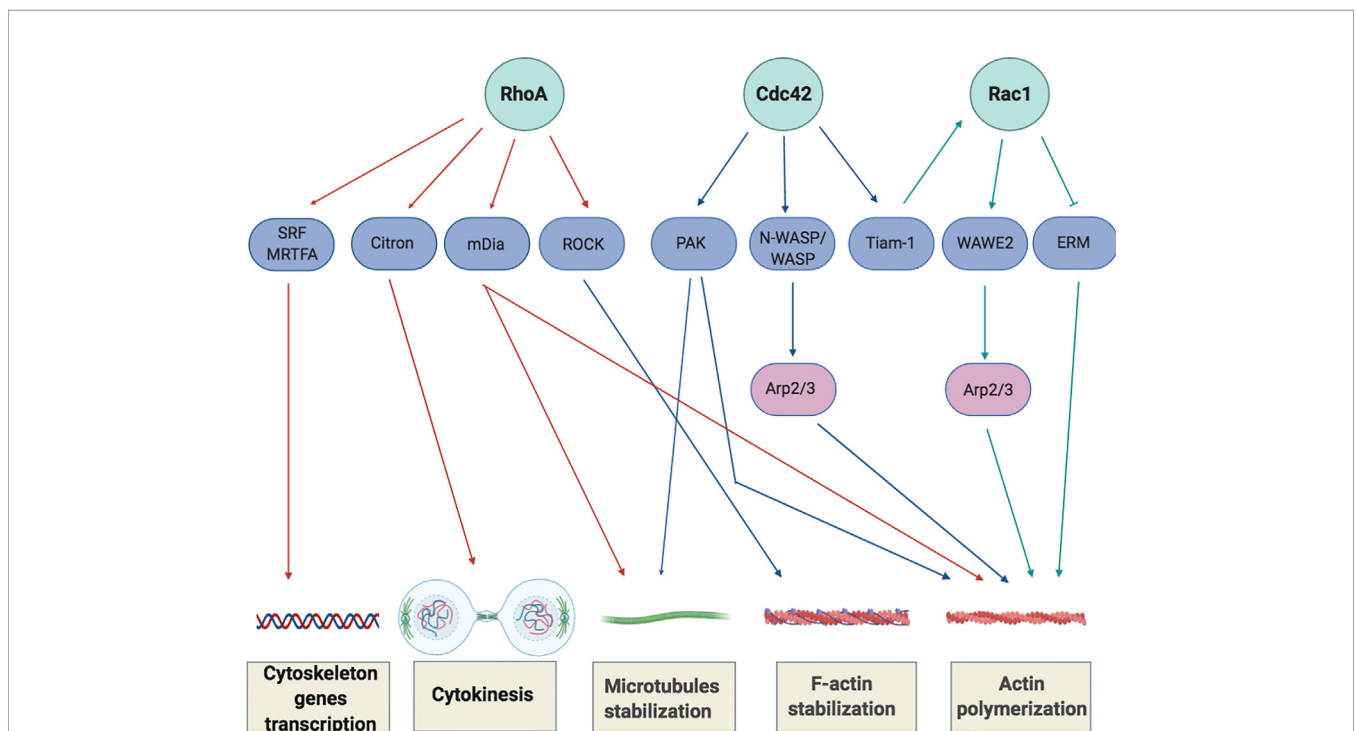 RhoA
Cdc42
Rac1
SRF
MRTFA
Citron
mDia
ROCK
PAK
N-WASP/
WASP
Tiam-1
WAWE2
ERM
Arp2/3
Arp2/3
Cytoskeleton
genes
transcription
Cytokinesis
Microtubules
stabilization
F-actin
stabilization
Actin
polymerization